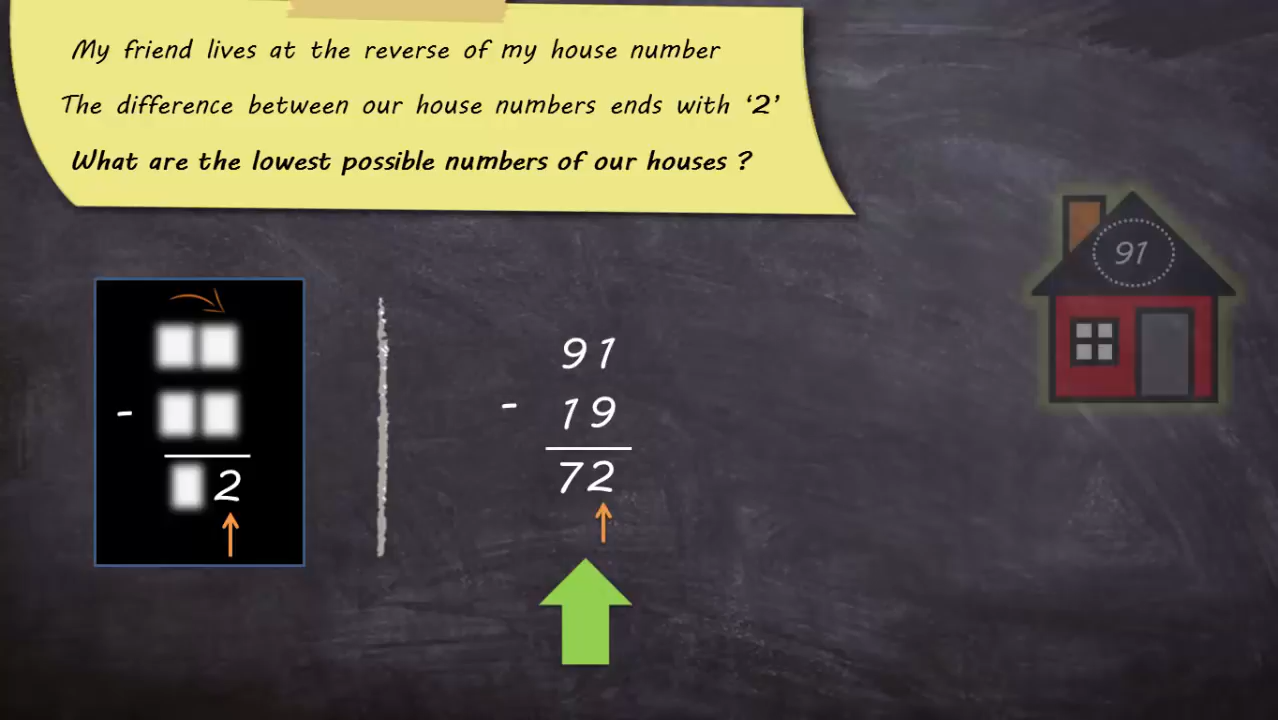 My friend lives at the reverse of my house number
The difference between our house numbers ends with ‘2’
What are the lowest possible numbers of our houses ?
91
- 2
91
- 19
72